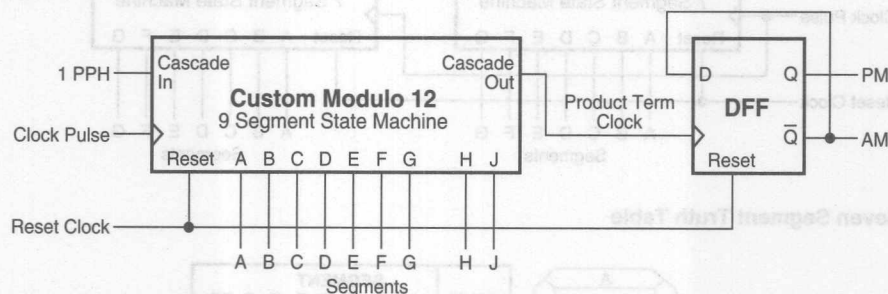 1 PPH
Cascade In
Cascade Out
Custom Modulo 12
9 Segment State Machine
Clock Pulse
Reset A B C D E F G H J
Reset Clock
A B C D E F G H J
Segments
Product Term
Clock
D Q
DFF
Q̅
Reset
PM
AM